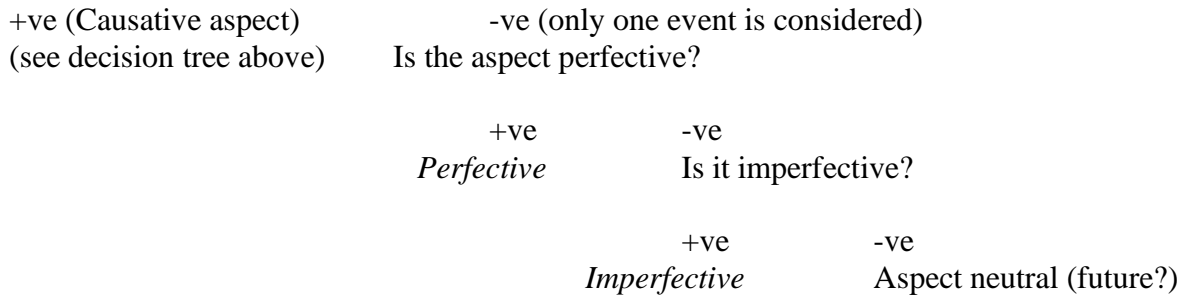 +ve (Causative aspect) -ve (only one event is considered)
(see decision tree above) Is the aspect perfective?
+ve -ve
Perfective Is it imperfective?
+ve -ve
Imperfective Aspect neutral (future?)